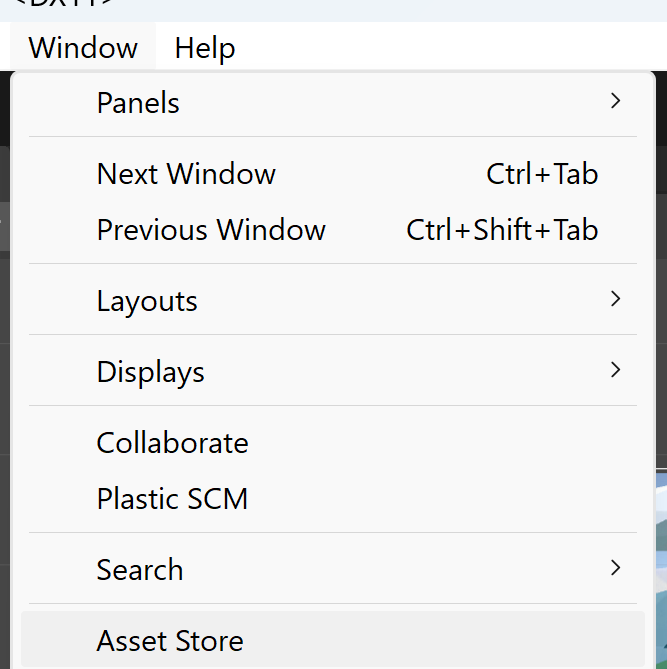 <DX11>
Window Help
Panels
Next Window Ctrl+Tab
Previous Window Ctrl+Shift+Tab
Layouts
Displays
Collaborate
Plastic SCM
Search
Asset Store